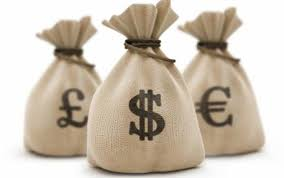 £ $ €